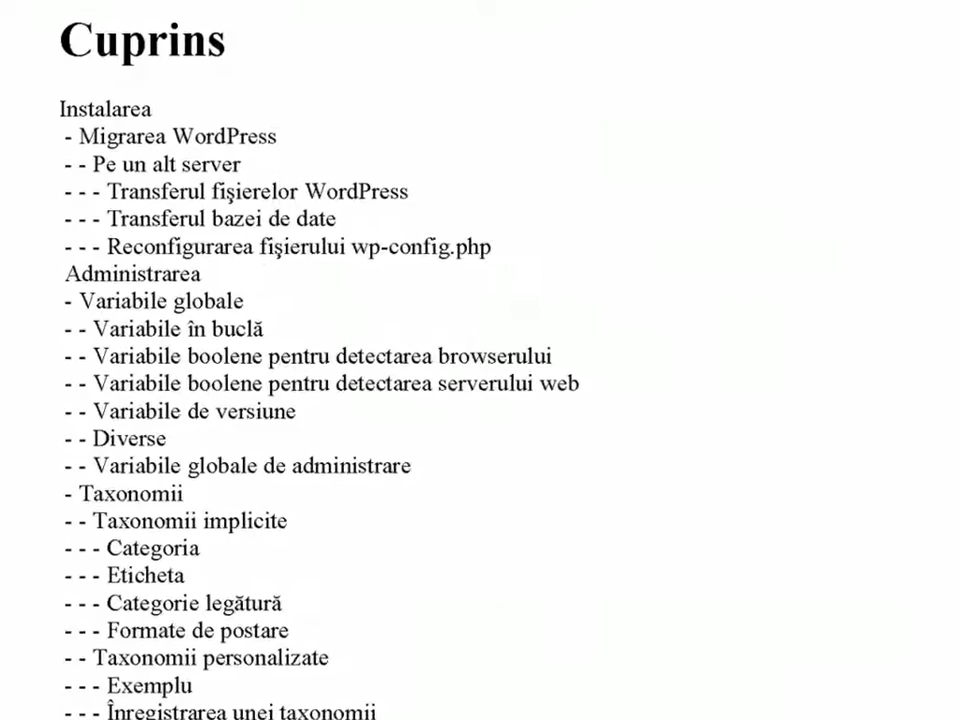 Cuprins
Instalarea
- Migrarea WordPress
- - Pe un alt server
- - - Transferul fişierelor WordPress
- - - Transferul bazei de date
- - - Reconfigurarea fişierului wp-config.php
Administrarea
- Variabile globale
- - Variabile în buclă
- - Variabile boolene pentru detectarea browserului
- - Variabile boolene pentru detectarea serverului web
- - Variabile de versiune
- - Diverse
- - Variabile globale de administrare
- Taxonomii
- - Taxonomii implicite
- - - Categoria
- - - Eticheta
- - - Categorie legătură
- - - Formate de postare
- - Taxonomii personalizate
- - - Exemplu
- - - Înregistrarea unei taxonomii